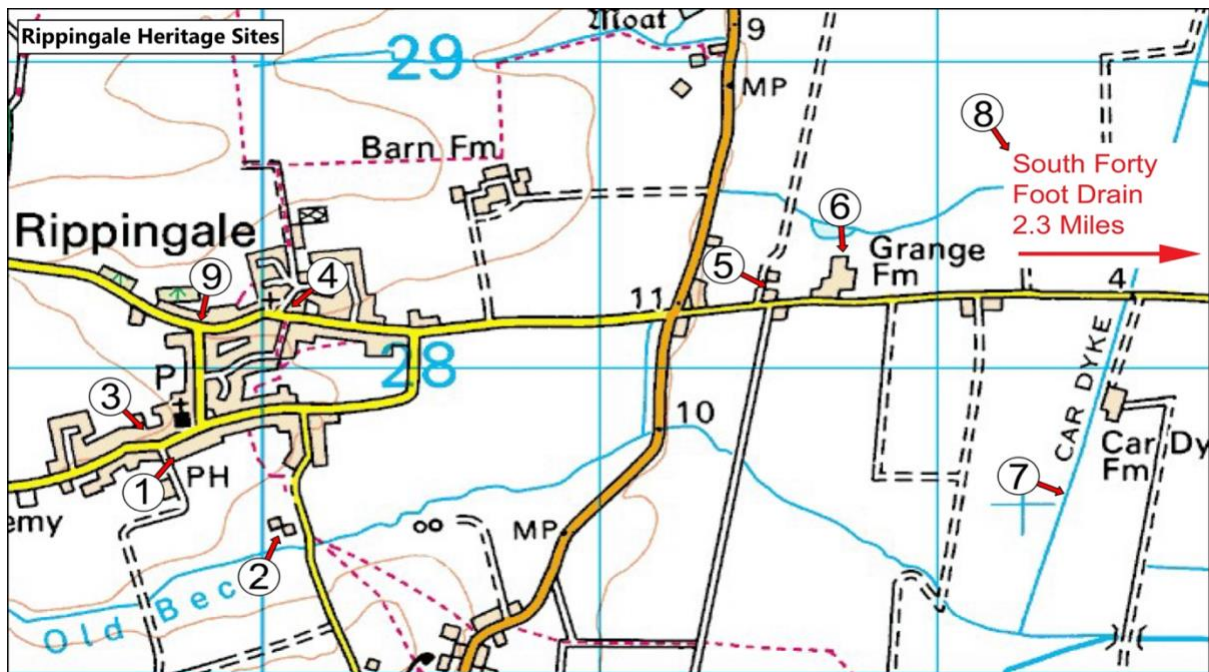 Rippingale Heritage Sites
Moat
9
29
MP
8
South Forty
Foot Drain
2.3 Miles
Barn Fm
Rippingale
6
Grange
Fm
9
4
5
11
4
28
P
3
10
CAR DYKE
Car Dy
Fm
7
1
PH
emy
MP
2
Old Bec